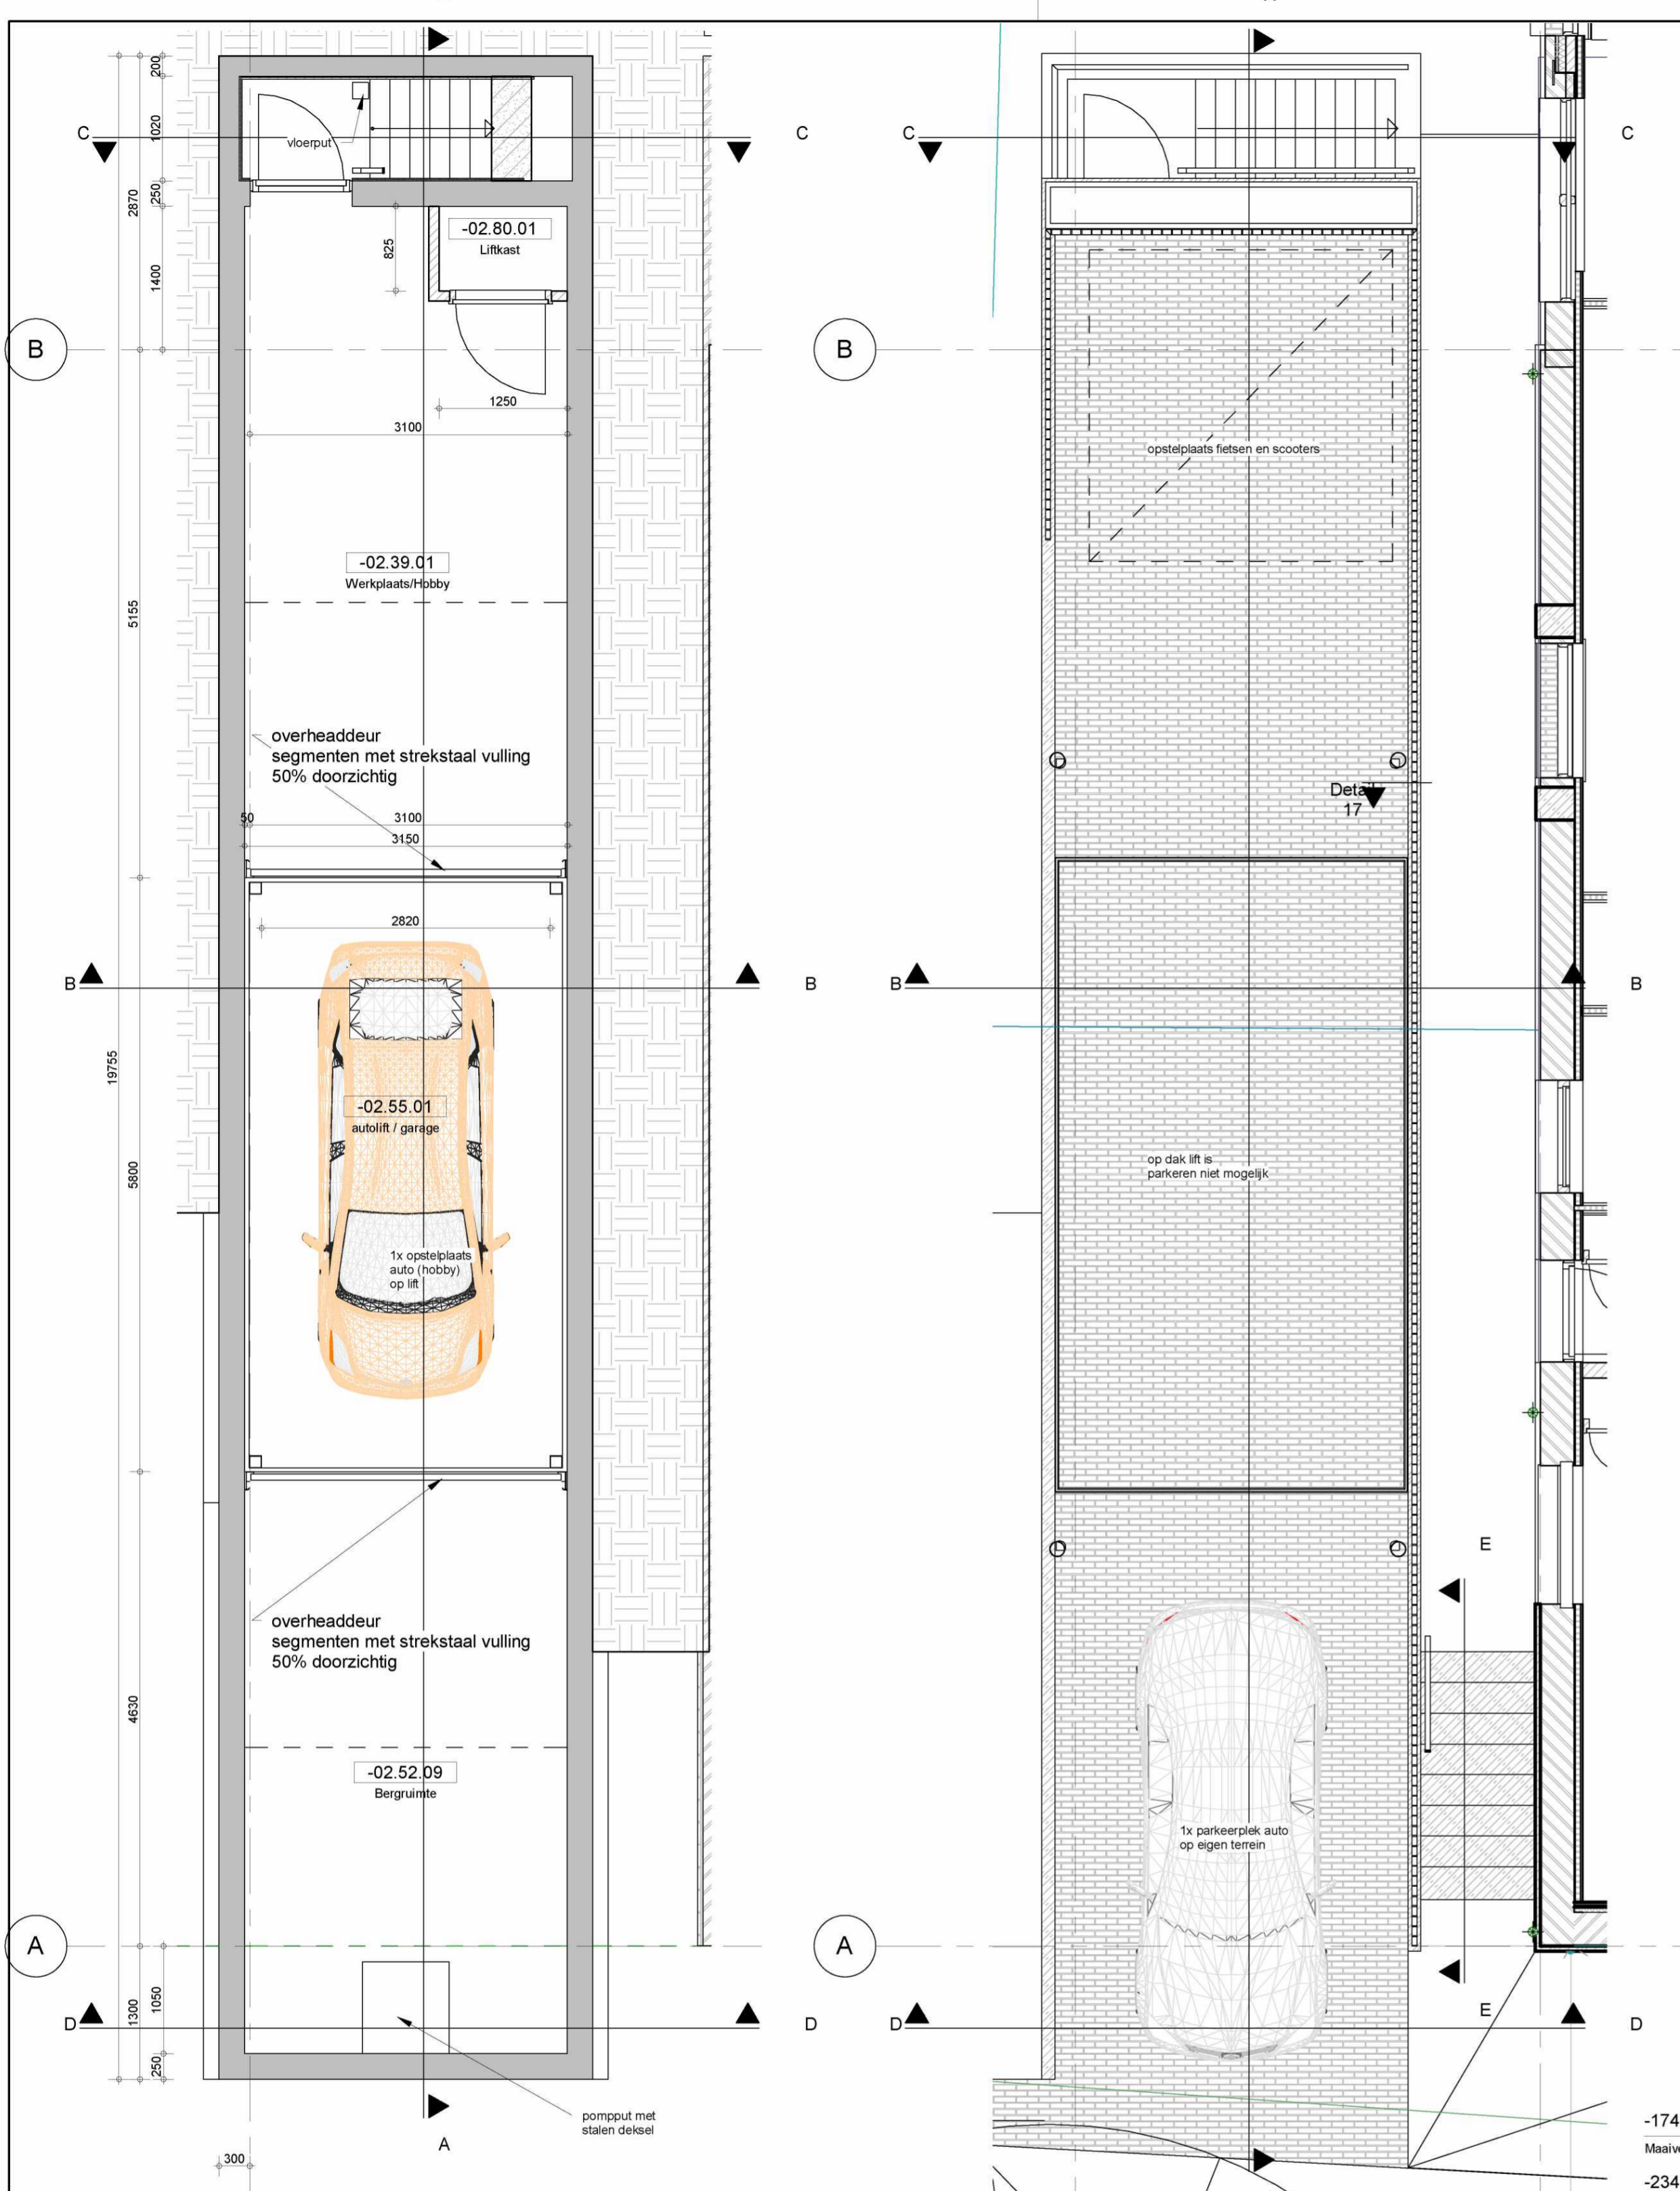 200
C
C
C
C
1020
vloerput
2870
250
-02.80.01
Liftkast
825
1400
B
B
1250
3100
opstelplaats fietsen en scooters
-02.39.01
Werkplaats/Hobby
5155
overheaddeur
segmenten met strekstaal vulling
50% doorzichtig
Detail
17
50
3100
3150
2820
B
B
B
B
19755
-02.55.01
autolift / garage
5800
op dak lift is
parkeren niet mogelijk
1x opstelplaats
auto (hobby)
op lift
E
overheaddeur
segmenten met strekstaal vulling
50% doorzichtig
4630
-02.52.09
Bergruimte
1x parkeerplek auto
op eigen terrein
A
A
1300
1050
E
D
D
D
D
250
pompput met
stalen deksel
A
300
-174
Maaive
-234